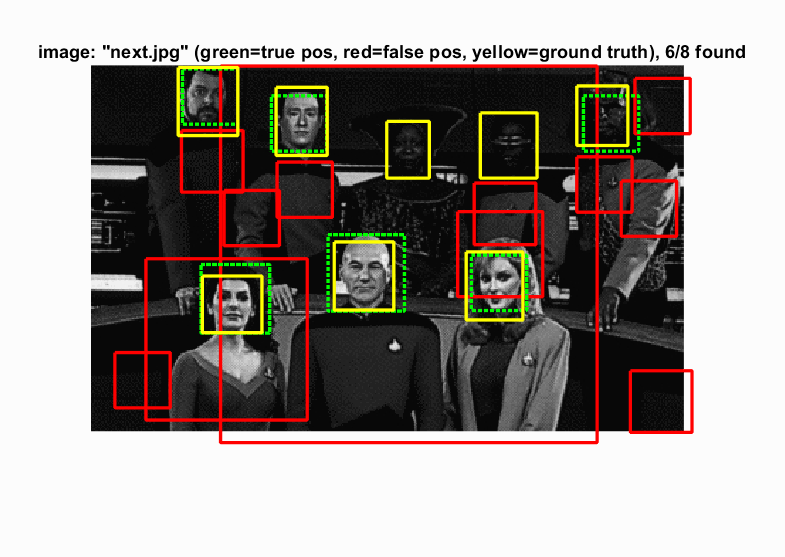 image: "next.jpg" (green=true pos, red=false pos, yellow=ground truth), 6/8 found